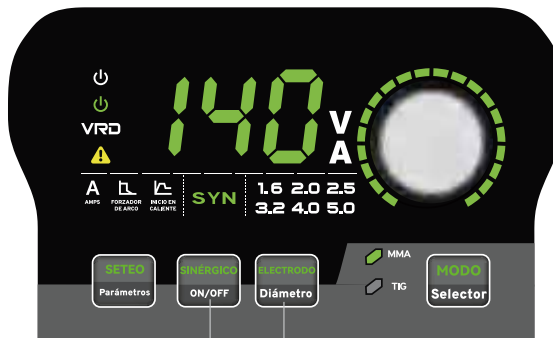 140
V
A
VRD
A
AMPS
FORZADOR
DE ARCO
INICIO EN
CALIENTE
SYN
1.6 2.0 2.5
3.2 4.0 5.0
SETEO
Parámetros
SINÉRGICO
ON/OFF
ELECTRODO
Diámetro
MMA
TIG
MODO
Selector